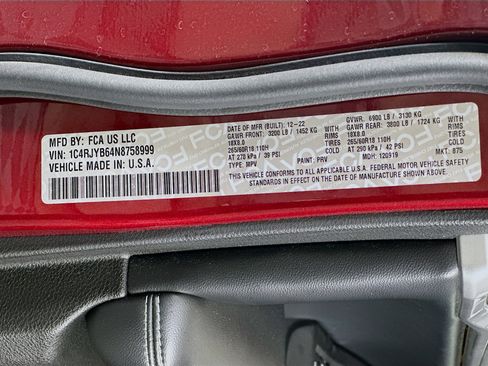 MFD BY: FCA US LLC
VIN: 1C4RJYB64N8758999
VEHICLE MADE IN U.S.A.
DATE OF MFR (BUILT): 12-22
GAWR FRONT: 3200 LB / 1452 KG
18X8.0
265/60R18 110H
COLD
AT 270 kPa / 39 PSI
TYPE: MPV
PAINT: PRV
GVWR: 6900 LB / 3130 KG
GAWR REAR: 3800 LB / 1724 KG
18X8.0
TIRES
265/60R18 110H
TIRES
COLD
AT 290 kPa / 42 PSI
MDH: 120919
MKT: 875
THIS VEHICLE CONFORMS TO ALL APPLICABLE U.S.A. FEDERAL MOTOR VEHICLE SAFETY
STANDARDS IN EFFECT ON THE DATE OF MANUFACTURE SHOWN ABOVE.